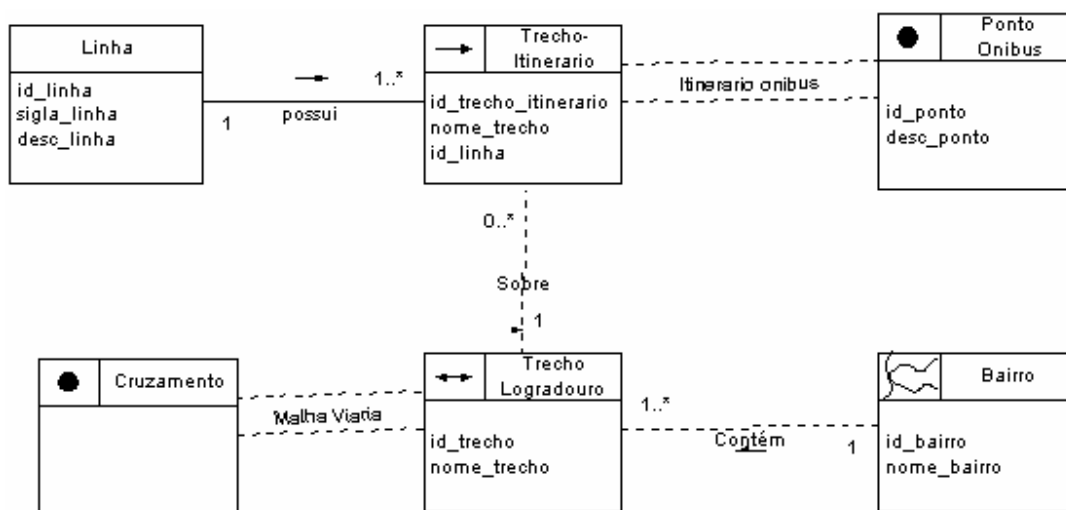 Linha
id_linha
sigla_linha
desc_linha
1
possui
1..*
Trecho-
Itinerario
id_trecho_itinerario
nome_trecho
id_linha
Itinerario onibus
Ponto
Onibus
id_ponto
desc_ponto
0..*
Sobre
1
Cruzamento
Malha Viaria
Trecho
Logradouro
id_trecho
nome_trecho
1..*
Contém
1
Bairro
id_bairro
nome_bairro